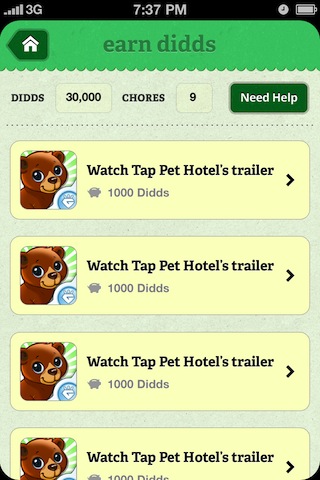 3G 7:37 PM
earn didds
DIDDS 30,000 CHORES 9 Need Help
Watch Tap Pet Hotel's trailer
1000 Didds
Watch Tap Pet Hotel's trailer
1000 Didds
Watch Tap Pet Hotel's trailer
1000 Didds
Watch Tap Pet Hotel's trailer
1000 Didds